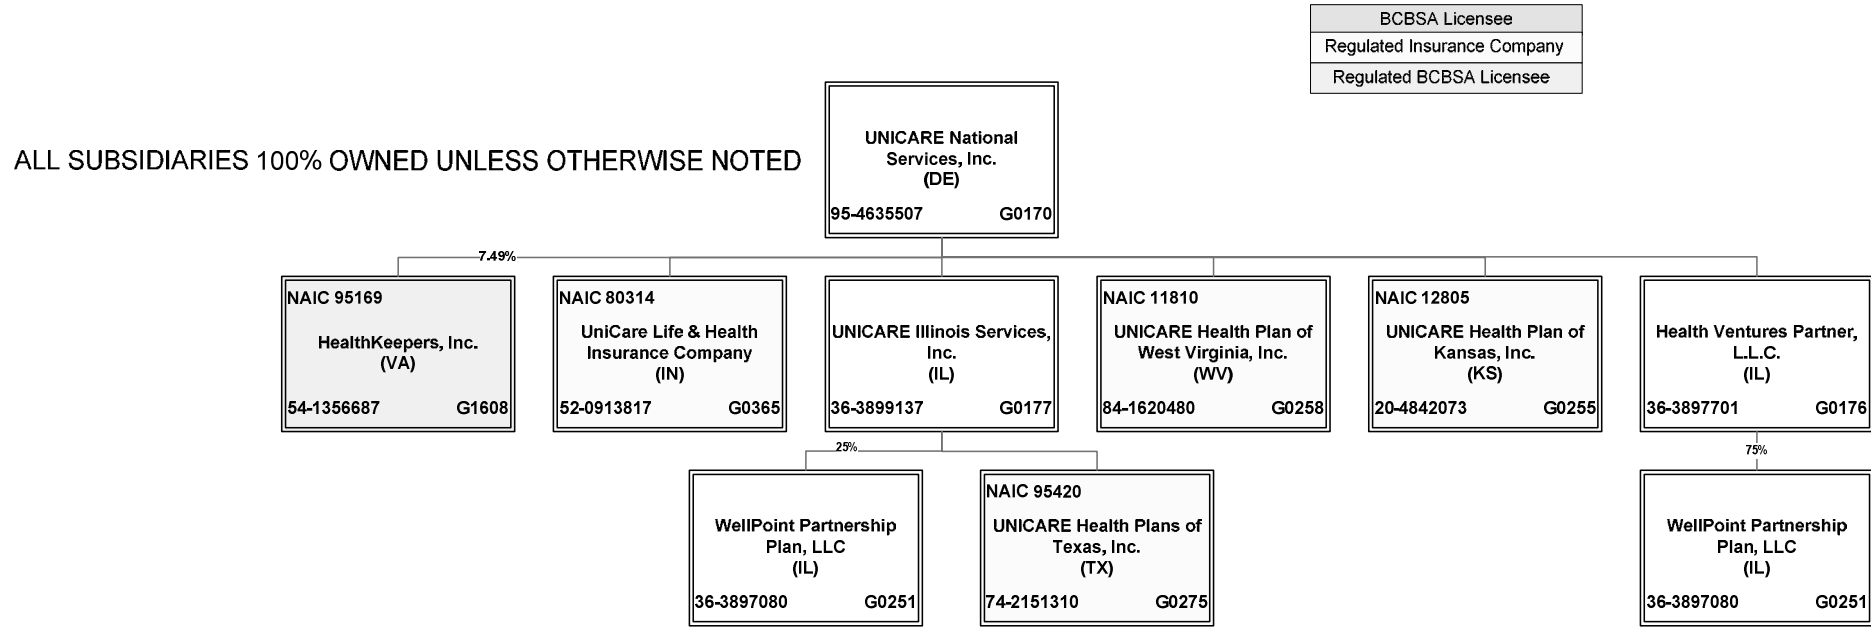 BCBSA Licensee
Regulated Insurance Company
Regulated BCBSA Licensee
ALL SUBSIDIARIES 100% OWNED UNLESS OTHERWISE NOTED
UNICARE National
Services, Inc.
(DE)
95-4635507 G0170
7.49%
NAIC 95169
HealthKeepers, Inc.
(VA)
54-1356687 G1608
NAIC 80314
UniCare Life & Health
Insurance Company
(IN)
52-0913817 G0365
UNICARE Illinois Services,
Inc.
(IL)
36-3899137 G0177
NAIC 11810
UNICARE Health Plan of
West Virginia, Inc.
(WV)
84-1620480 G0258
NAIC 12805
UNICARE Health Plan of
Kansas, Inc.
(KS)
20-4842073 G0255
Health Ventures Partner,
L.L.C.
(IL)
36-3897701 G0176
25%
75%
WellPoint Partnership
Plan, LLC
(IL)
36-3897080 G0251
NAIC 95420
UNICARE Health Plans of
Texas, Inc.
(TX)
74-2151310 G0275
WellPoint Partnership
Plan, LLC
(IL)
36-3897080 G0251